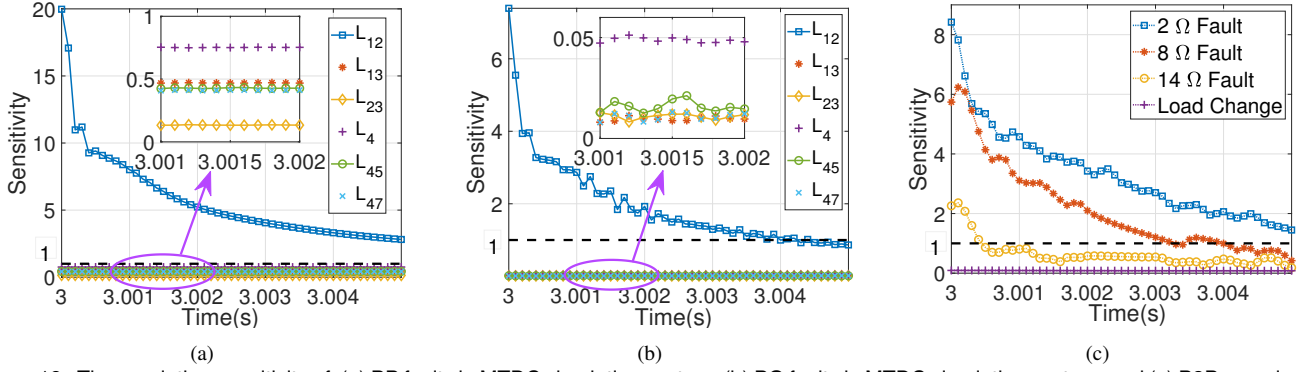 Sensitivity
20
15
10
5
1
0
3 3.001 3.002 3.003 3.004
Time(s)
1
0.5
0
3.001 3.0015 3.002
L12
L13
L23
L4
L45
L47
(a)
Sensitivity
6
4
2
1
3 3.001 3.002 3.003 3.004
Time(s)
0.05
0
3.001 3.0015 3.002
L12
L13
L23
L4
L45
L47
(b)
Sensitivity
8
6
4
2
1
0
3 3.001 3.002 3.003 3.004
Time(s)
2 Ω Fault
8 Ω Fault
14 Ω Fault
Load Change
(c)